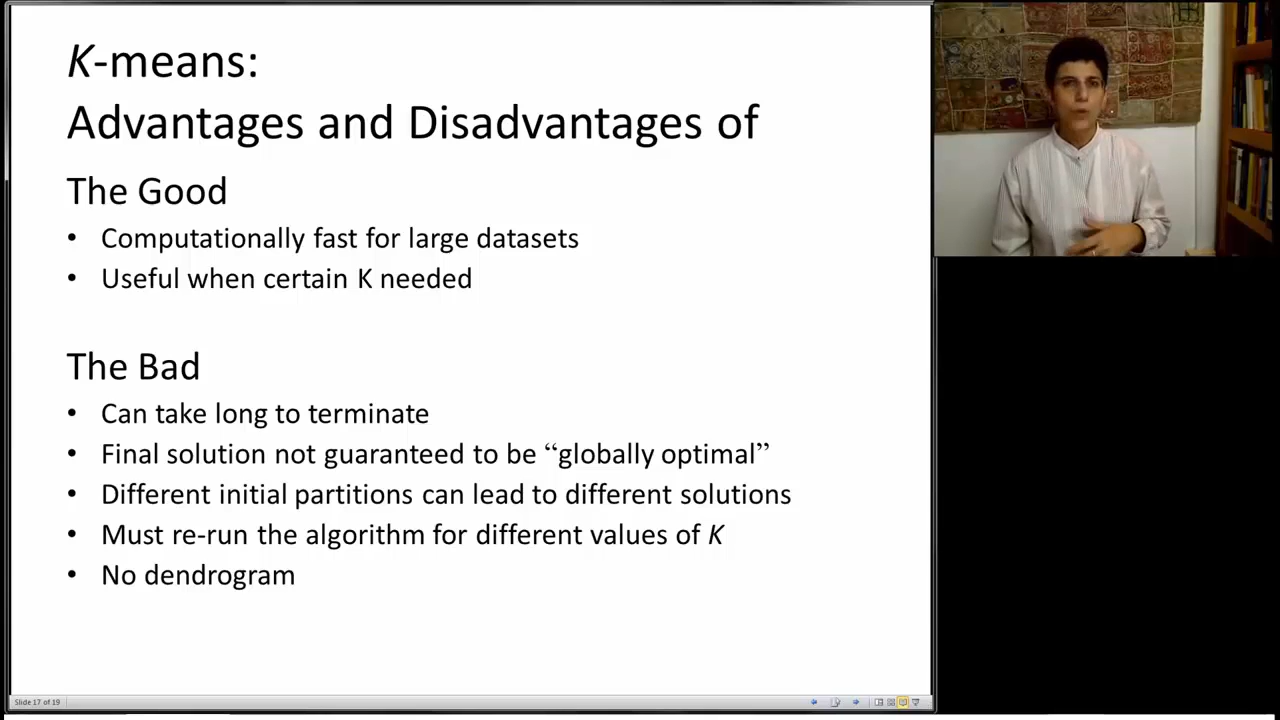 K-means:
Advantages and Disadvantages of
The Good
• Computationally fast for large datasets
• Useful when certain K needed
The Bad
• Can take long to terminate
• Final solution not guaranteed to be “globally optimal”
• Different initial partitions can lead to different solutions
• Must re-run the algorithm for different values of K
• No dendrogram
Slide 17 of 19